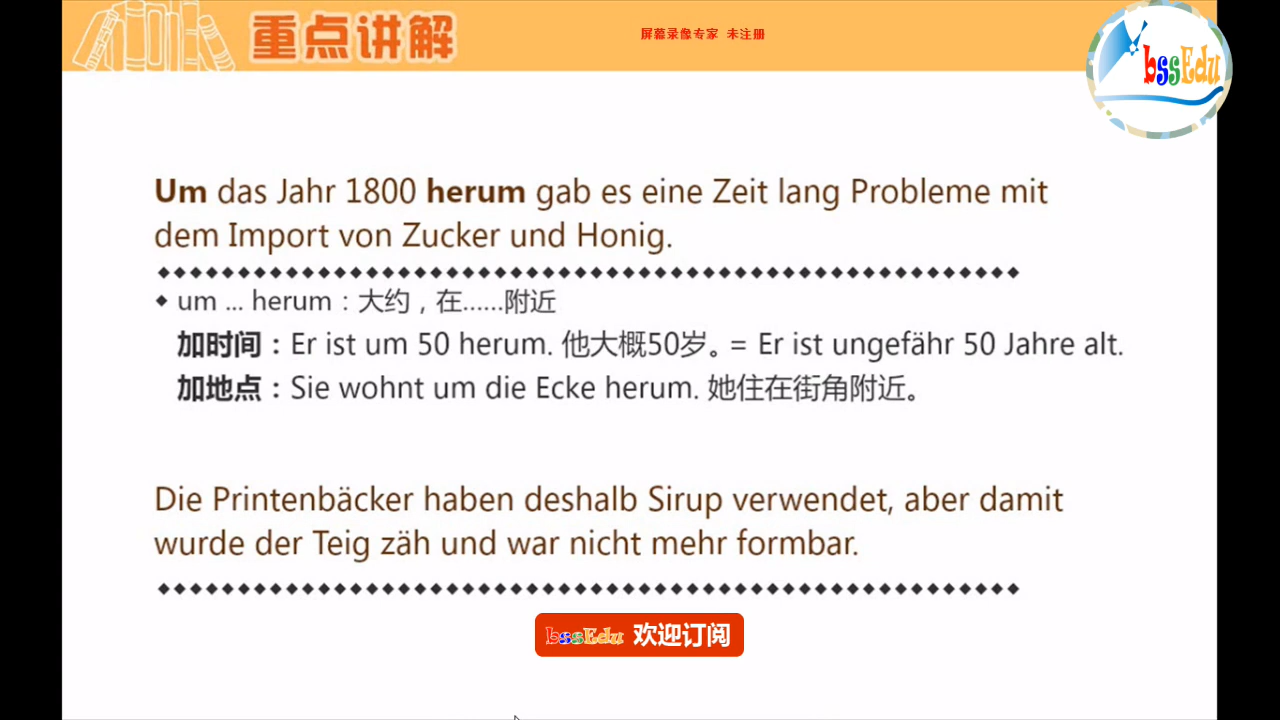 重点讲解
屏幕录像专家 未注册
bssEdu
Um das Jahr 1800 herum gab es eine Zeit lang Probleme mit
dem Import von Zucker und Honig.
um ... herum：大约，在……附近
加时间：Er ist um 50 herum. 他大概50岁。= Er ist ungefähr 50 Jahre alt.
加地点：Sie wohnt um die Ecke herum. 她住在街角附近。
Die Printenbäcker haben deshalb Sirup verwendet, aber damit
wurde der Teig zäh und war nicht mehr formbar.
bssEdu 欢迎订阅